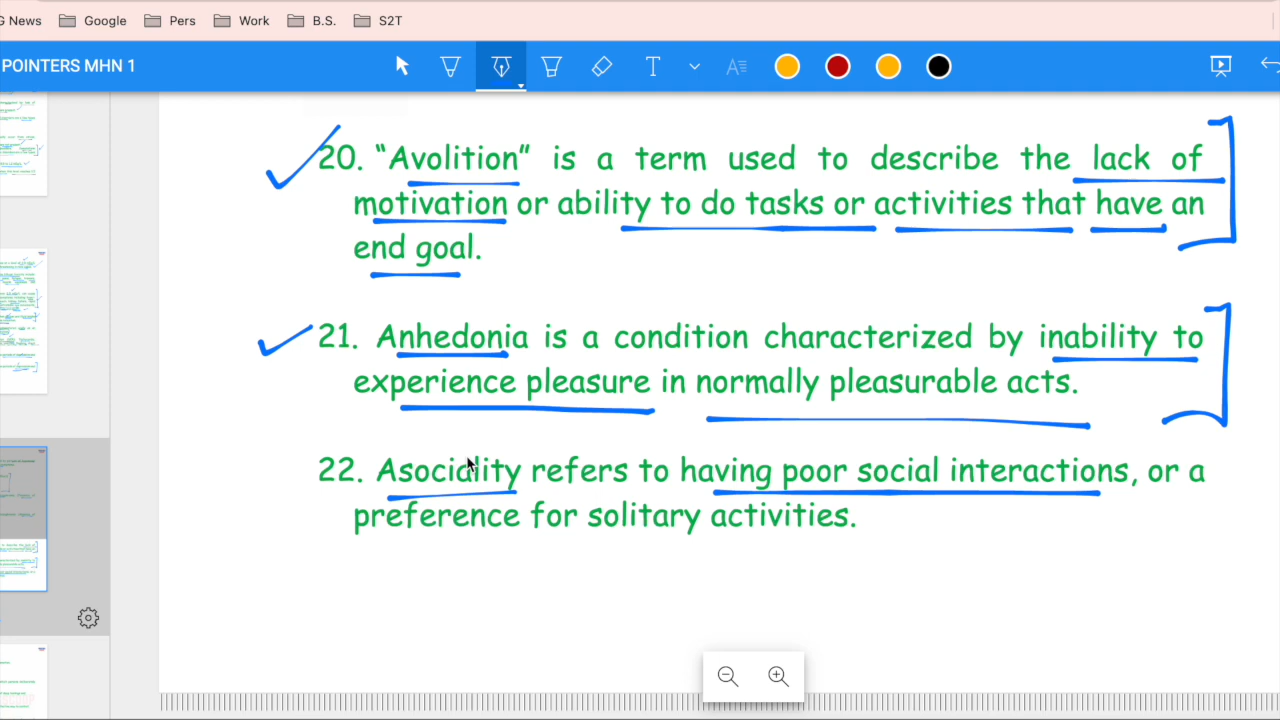 G News Google Pers Work B.S. S2T
POINTERS MHN 1
20. “Avolition” is a term used to describe the lack of
motivation or ability to do tasks or activities that have an
end goal.
21. Anhedonia is a condition characterized by inability to
experience pleasure in normally pleasurable acts.
22. Asociality refers to having poor social interactions, or a
preference for solitary activities.